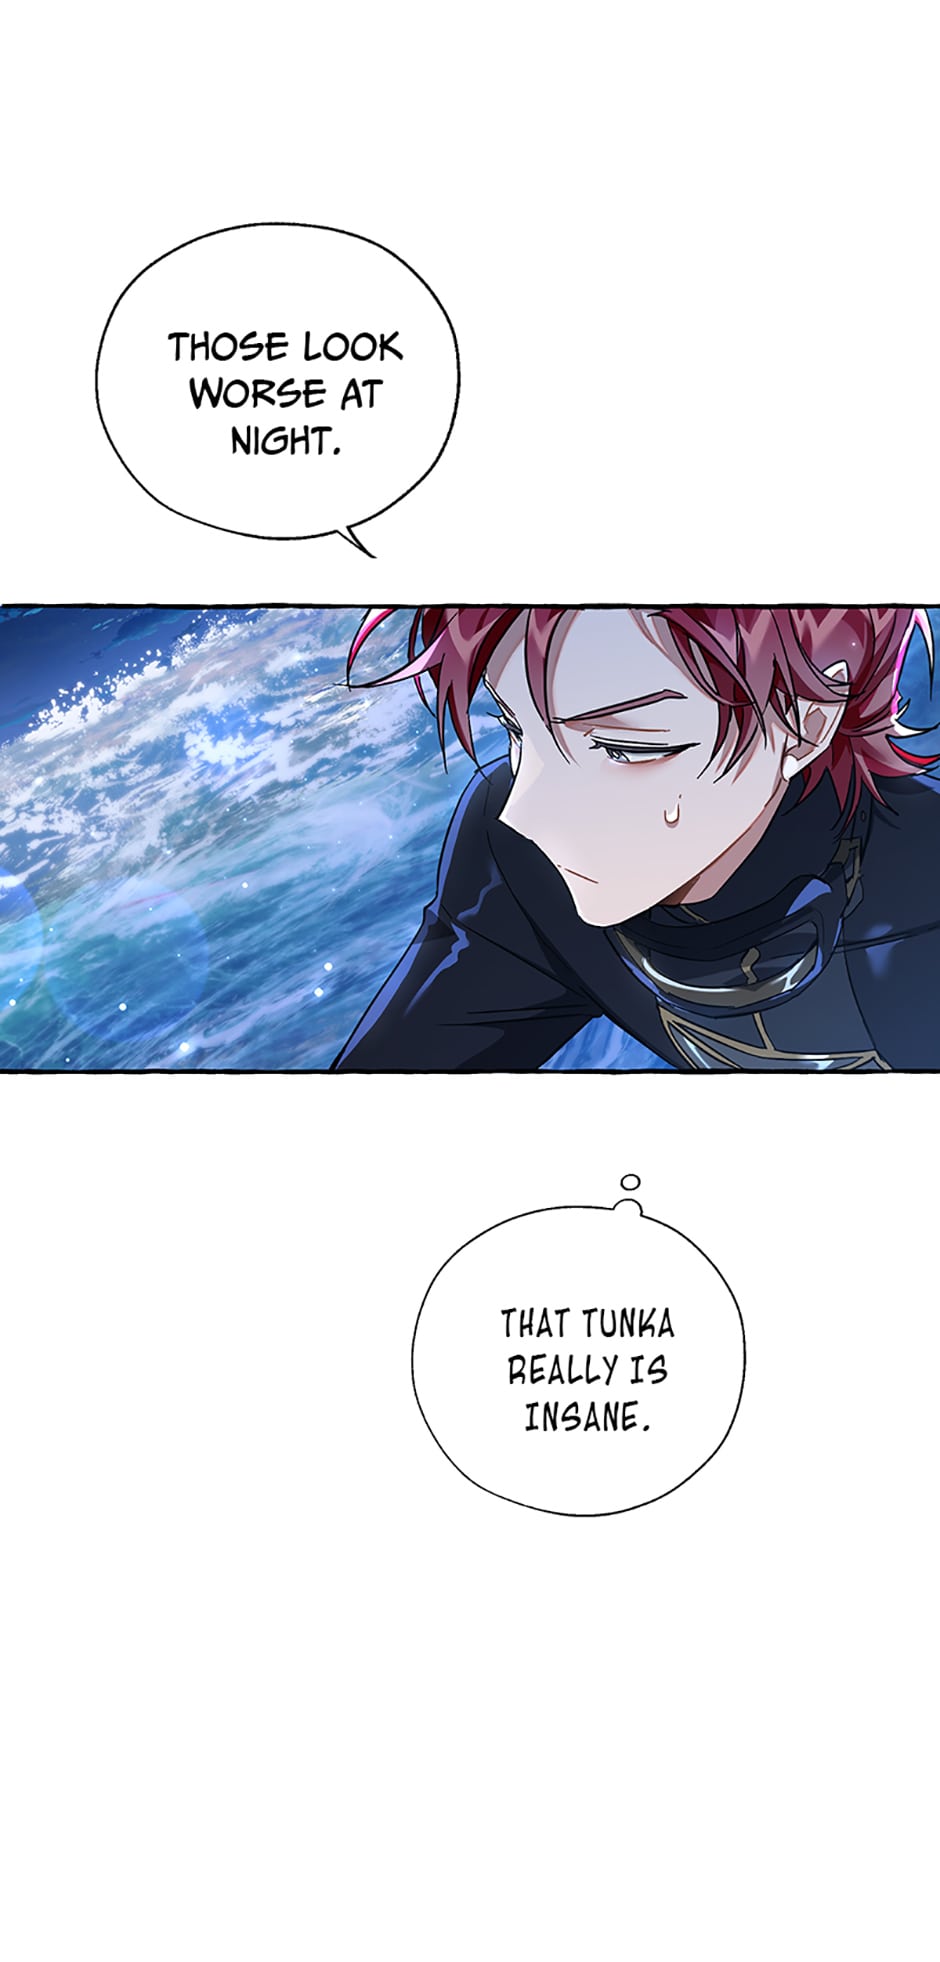 THOSE LOOK
WORSE AT
NIGHT.
THAT TUNKA
REALLY IS
INSANE.